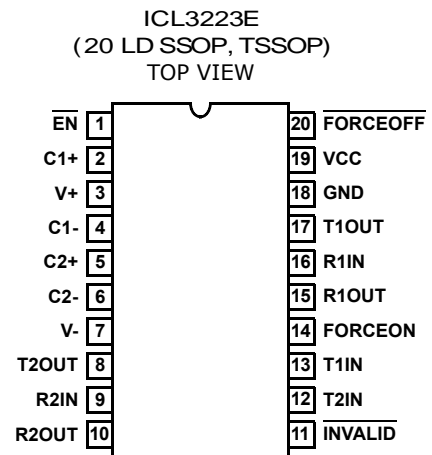 ICL3223E
(20 LD SSOP, TSSOP)
TOP VIEW
EN 1 20 FORCEOFF
C1+ 2 19 VCC
V+ 3 18 GND
C1- 4 17 T1OUT
C2+ 5 16 R1IN
C2- 6 15 R1OUT
V- 7 14 FORCEON
T2OUT 8 13 T1IN
R2IN 9 12 T2IN
R2OUT 10 11 INVALID